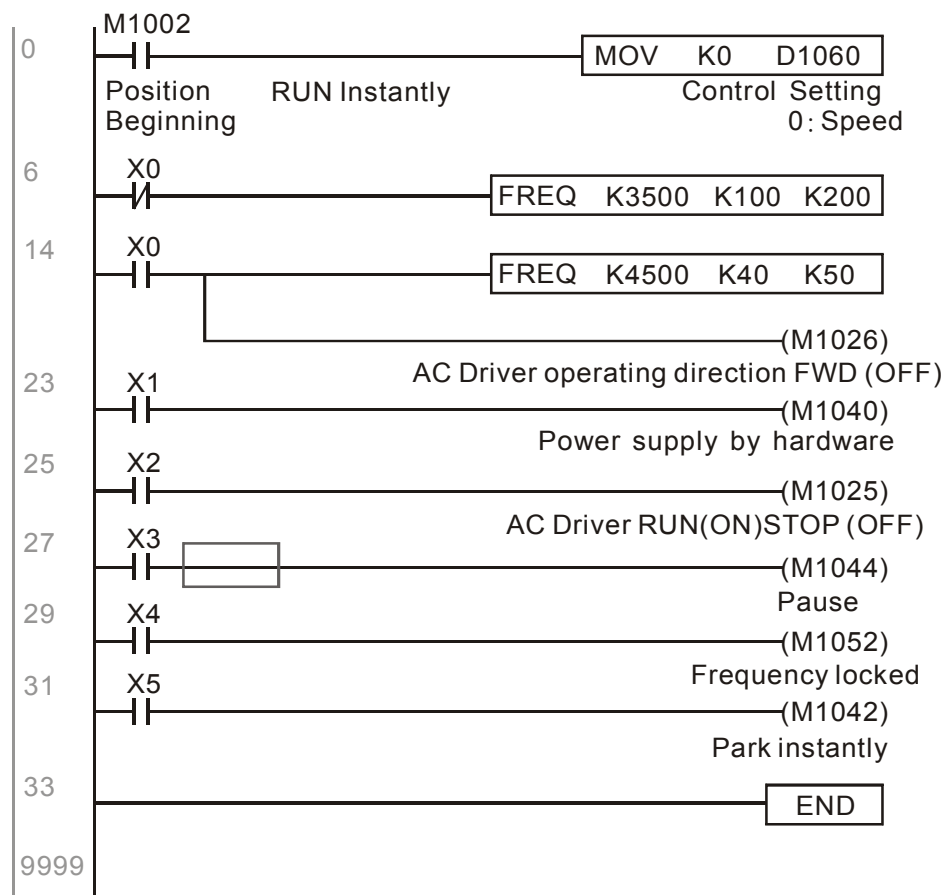 M1002
0
MOV K0 D1060
Position RUN Instantly Control Setting
Beginning 0: Speed
6
X0
FREQ K3500 K100 K200
14
X0
FREQ K4500 K40 K50
(M1026)
AC Driver operating direction FWD (OFF)
23
X1
(M1040)
Power supply by hardware
25
X2
(M1025)
AC Driver RUN(ON)STOP (OFF)
27
X3
(M1044)
Pause
29
X4
(M1052)
Frequency locked
31
X5
(M1042)
Park instantly
33
END
9999